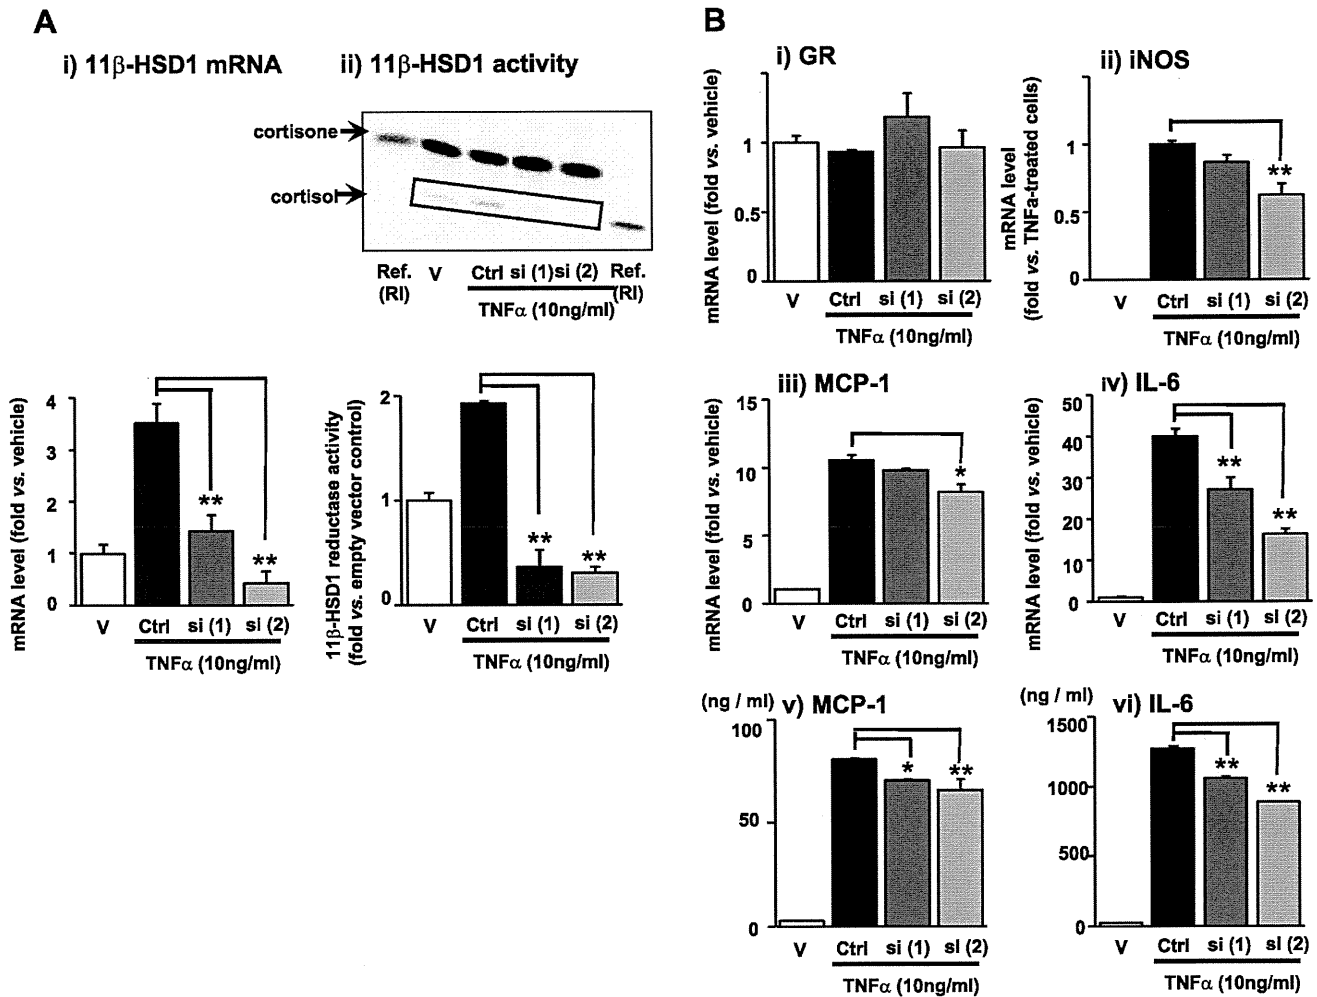 A
i) 11β-HSD1 mRNA
ii) 11β-HSD1 activity
cortisone
cortisol
Ref. (RI)
V
Ctrl si (1) si (2)
Ref. (RI)
TNFα (10ng/ml)
mRNA level (fold vs. vehicle)
4
3
2
1
0
V
Ctrl
si (1)
si (2)
TNFα (10ng/ml)
**
**
11β-HSD1 reductase activity
(fold vs. empty vector control)
2
1
0
V
Ctrl
si (1)
si (2)
TNFα (10ng/ml)
**
**
B
i) GR
mRNA level (fold vs. vehicle)
1
0.5
0
V
Ctrl
si (1)
si (2)
TNFα (10ng/ml)
ii) iNOS
mRNA level
(fold vs. TNFα-treated cells)
1
0.5
0
**
V
Ctrl
si (1)
si (2)
TNFα (10ng/ml)
iii) MCP-1
mRNA level (fold vs. vehicle)
15
10
5
0
*
V
Ctrl
si (1)
si (2)
TNFα (10ng/ml)
iv) IL-6
mRNA level (fold vs. vehicle)
50
40
30
20
10
0
**
**
V
Ctrl
si (1)
si (2)
TNFα (10ng/ml)
(ng / ml)
v) MCP-1
100
50
0
*
**
V
Ctrl
si (1)
si (2)
TNFα (10ng/ml)
(ng / ml)
vi) IL-6
1500
1000
500
0
**
**
V
Ctrl
si (1)
si (2)
TNFα (10ng/ml)